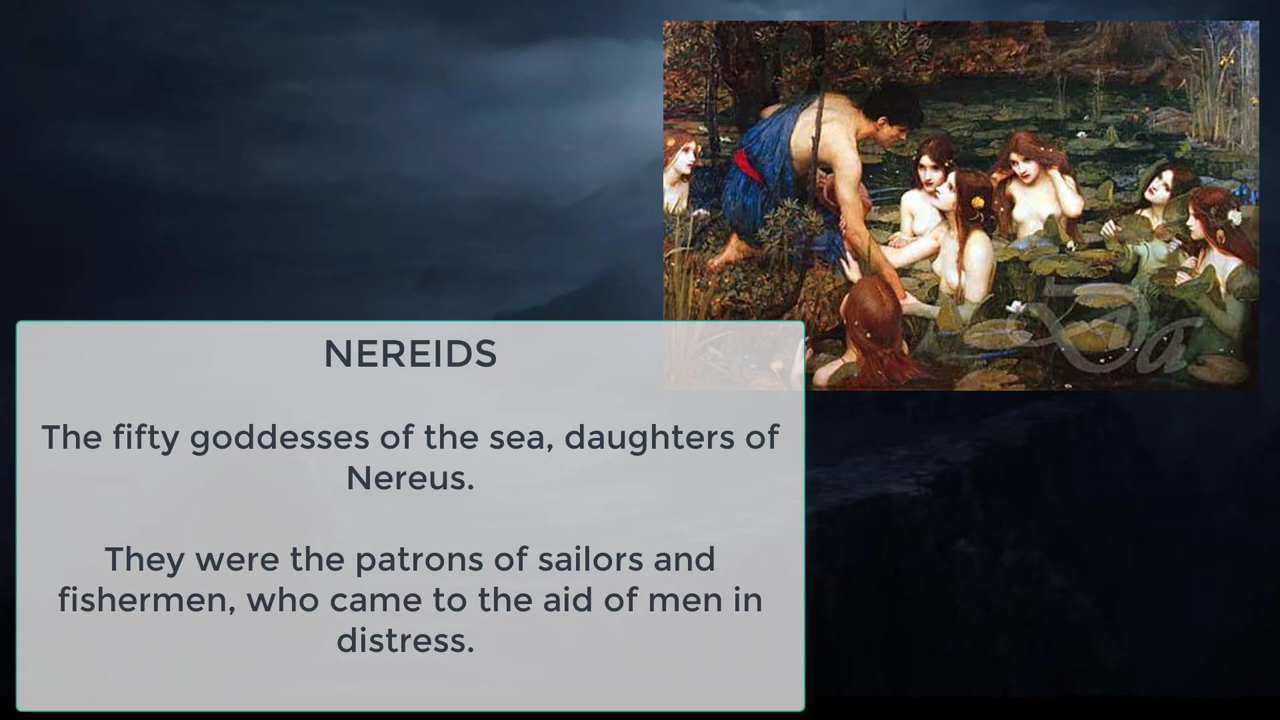 NEREIDS
The fifty goddesses of the sea, daughters of
Nereus.
They were the patrons of sailors and
fishermen, who came to the aid of men in
distress.